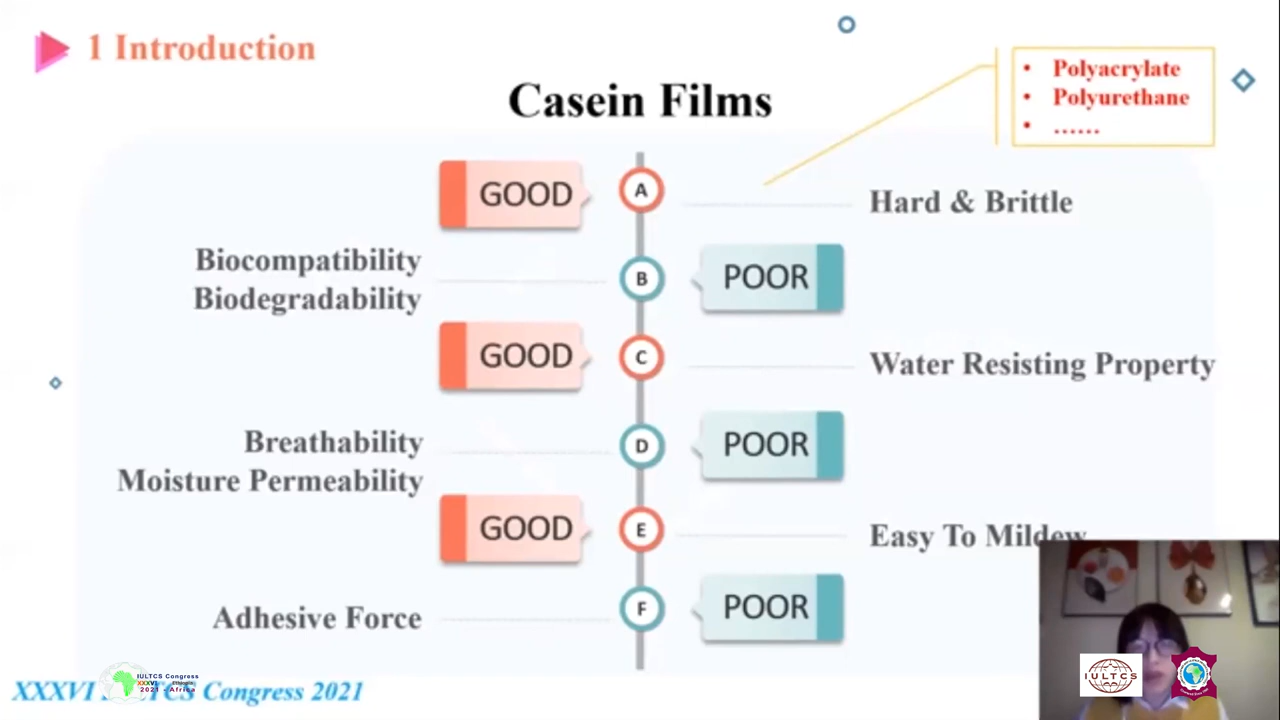 1 Introduction
Casein Films
• Polyacrylate
• Polyurethane
• ......
GOOD
A
Hard & Brittle
Biocompatibility
Biodegradability
B
POOR
GOOD
C
Water Resisting Property
Breathability
Moisture Permeability
D
POOR
GOOD
E
Easy To Mildew
Adhesive Force
F
POOR
XXXVI IULTCS Congress 2021
IULTCS Congress
XXXVI Ethiopia
2021 - Africa
IULTCS